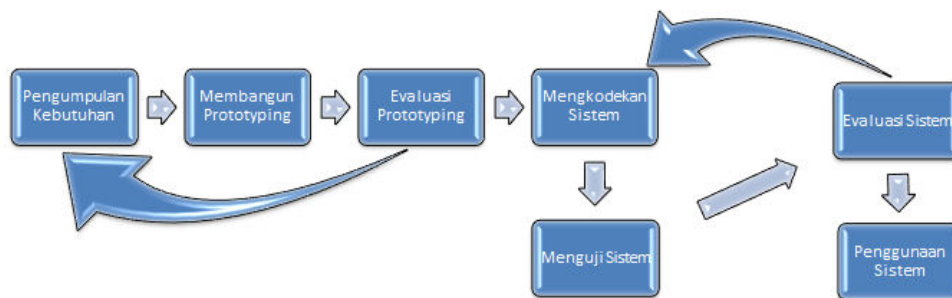 Pengumpulan
Kebutuhan
Membangun
Prototyping
Evaluasi
Prototyping
Mengkodekan
Sistem
Evaluasi Sistem
Menguji Sistem
Penggunaan
Sistem